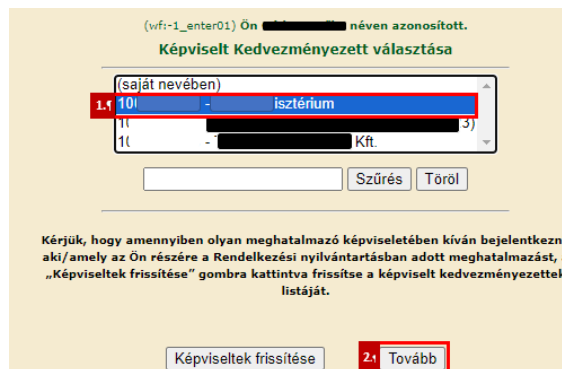 (wf:-1_enter01) Ön néven azonosított.
Képviselt Kedvezményezett választása
(saját nevében)
1. 10 - isztérium
10 3)
10 - Kft.
Szűrés Töröl
Kérjük, hogy amennyiben olyan meghatalmazó képviseletében kíván bejelentkezn
aki/amely az Ön részére a Rendelkezési nyilvántartásban adott meghatalmazást,
„Képviseltek frissítése” gombra kattintva frissítse a képviselt kedvezményezettek
listáját.
Képviseltek frissítése 2. Tovább